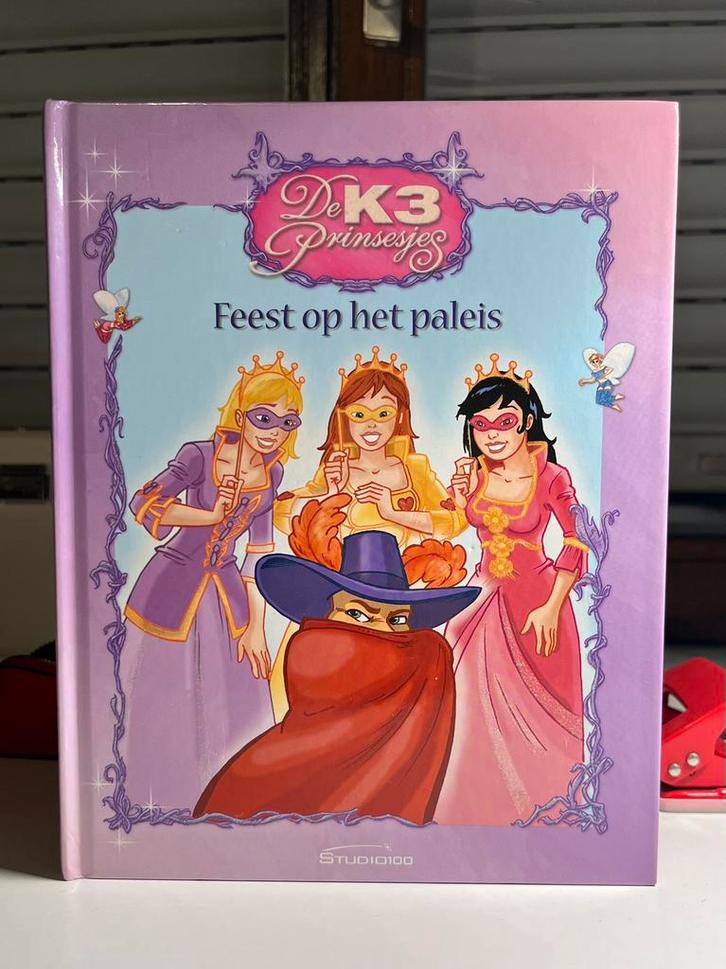 De K3
Prinsesjes
Feest op het paleis
STUDIO100